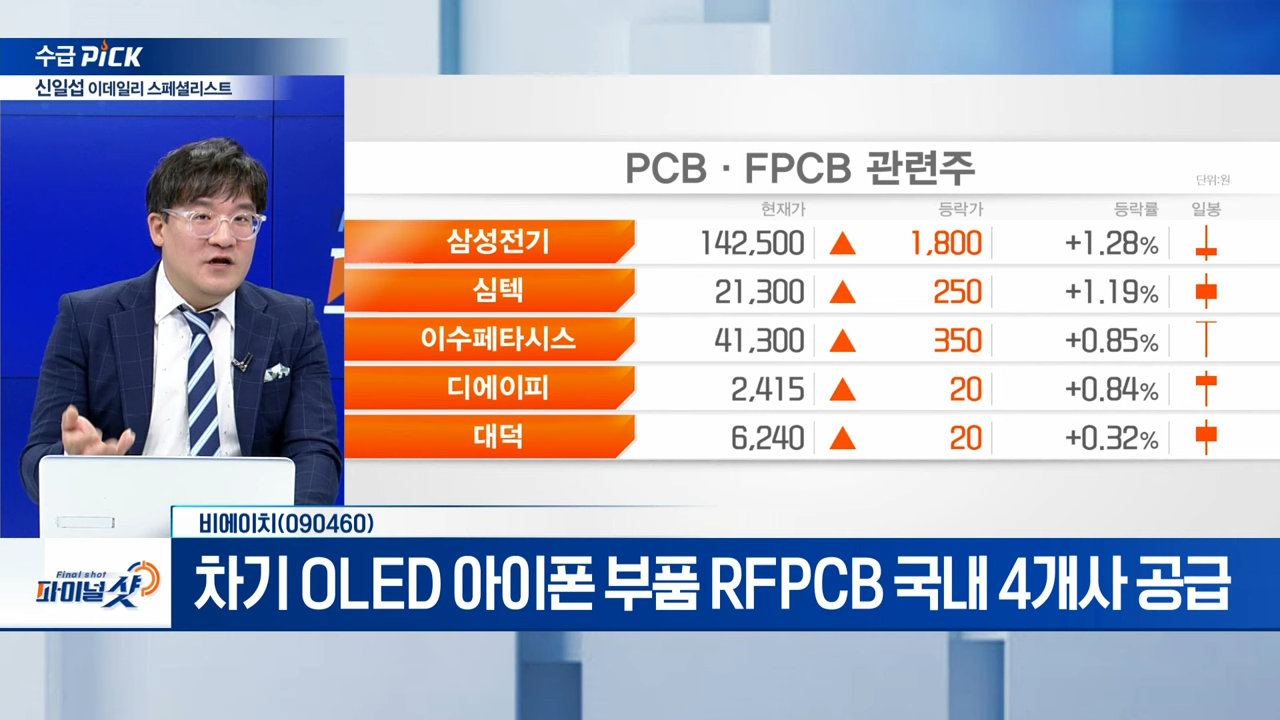 수급 PiCK
신일섭 이데일리 스페셜리스트
PCB · FPCB 관련주
단위:원
현재가 등락가 등락률 일봉
삼성전기 142,500 ▲ 1,800 +1.28%
심텍 21,300 ▲ 250 +1.19%
이수페타시스 41,300 ▲ 350 +0.85%
디에이피 2,415 ▲ 20 +0.84%
대덕 6,240 ▲ 20 +0.32%
비에이치(090460)
Final shot
파이널샷
차기 OLED 아이폰 부품 RFPCB 국내 4개사 공급